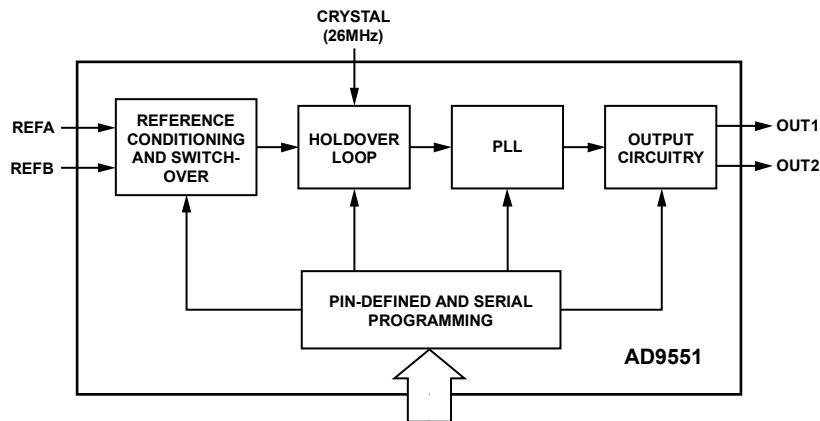 CRYSTAL
(26MHz)
REFA
REFB
REFERENCE
CONDITIONING
AND SWITCH-
OVER
HOLDOVER
LOOP
PLL
OUTPUT
CIRCUITRY
OUT1
OUT2
PIN-DEFINED AND SERIAL
PROGRAMMING
AD9551